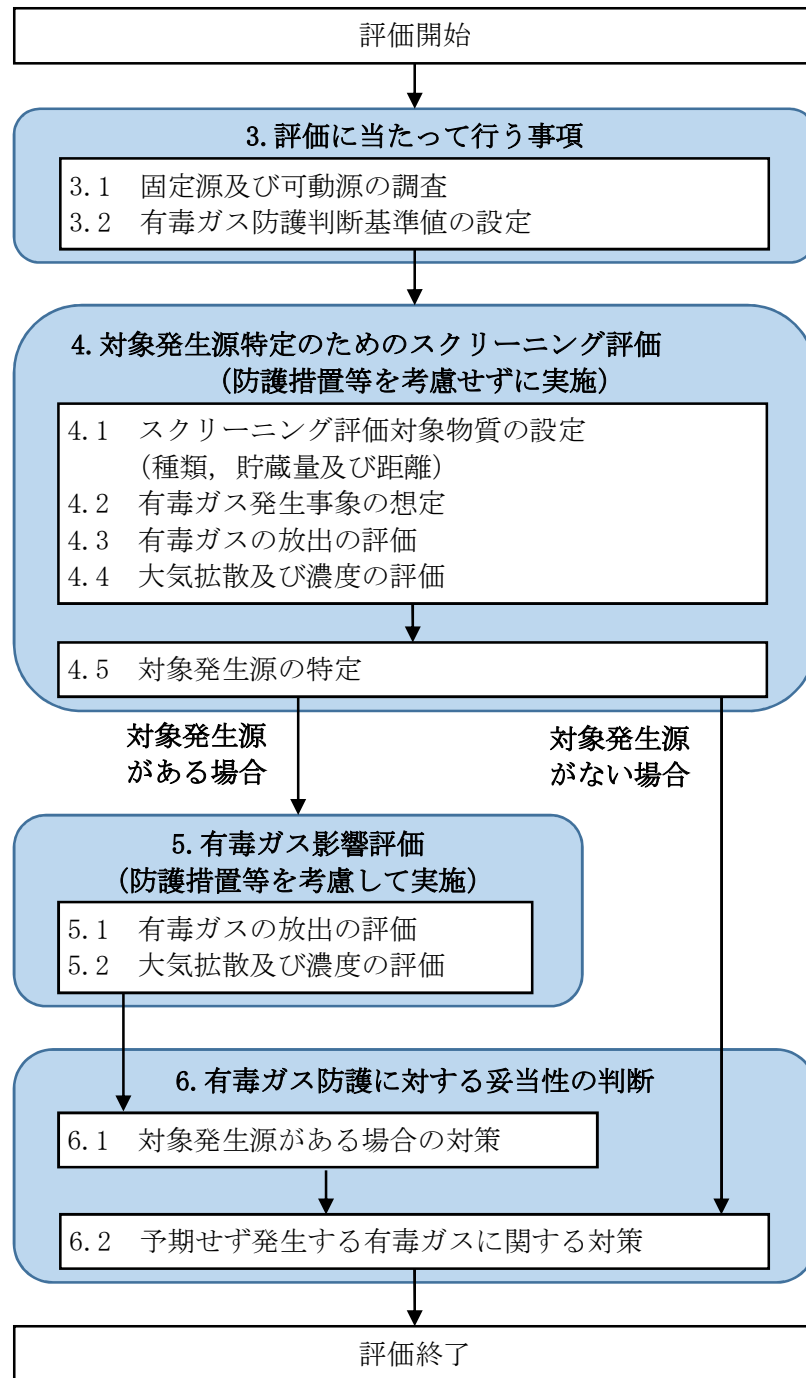 評価開始
3.評価に当たって行う事項
3.1 固定源及び可動源の調査
3.2 有毒ガス防護判断基準値の設定
4.対象発生源特定のためのスクリーニング評価
(防護措置等を考慮せずに実施)
4.1 スクリーニング評価対象物質の設定
(種類，貯蔵量及び距離)
4.2 有毒ガス発生事象の想定
4.3 有毒ガスの放出の評価
4.4 大気拡散及び濃度の評価
4.5 対象発生源の特定
対象発生源
がある場合
対象発生源
がない場合
5.有毒ガス影響評価
(防護措置等を考慮して実施)
5.1 有毒ガスの放出の評価
5.2 大気拡散及び濃度の評価
6.有毒ガス防護に対する妥当性の判断
6.1 対象発生源がある場合の対策
6.2 予期せず発生する有毒ガスに関する対策
評価終了